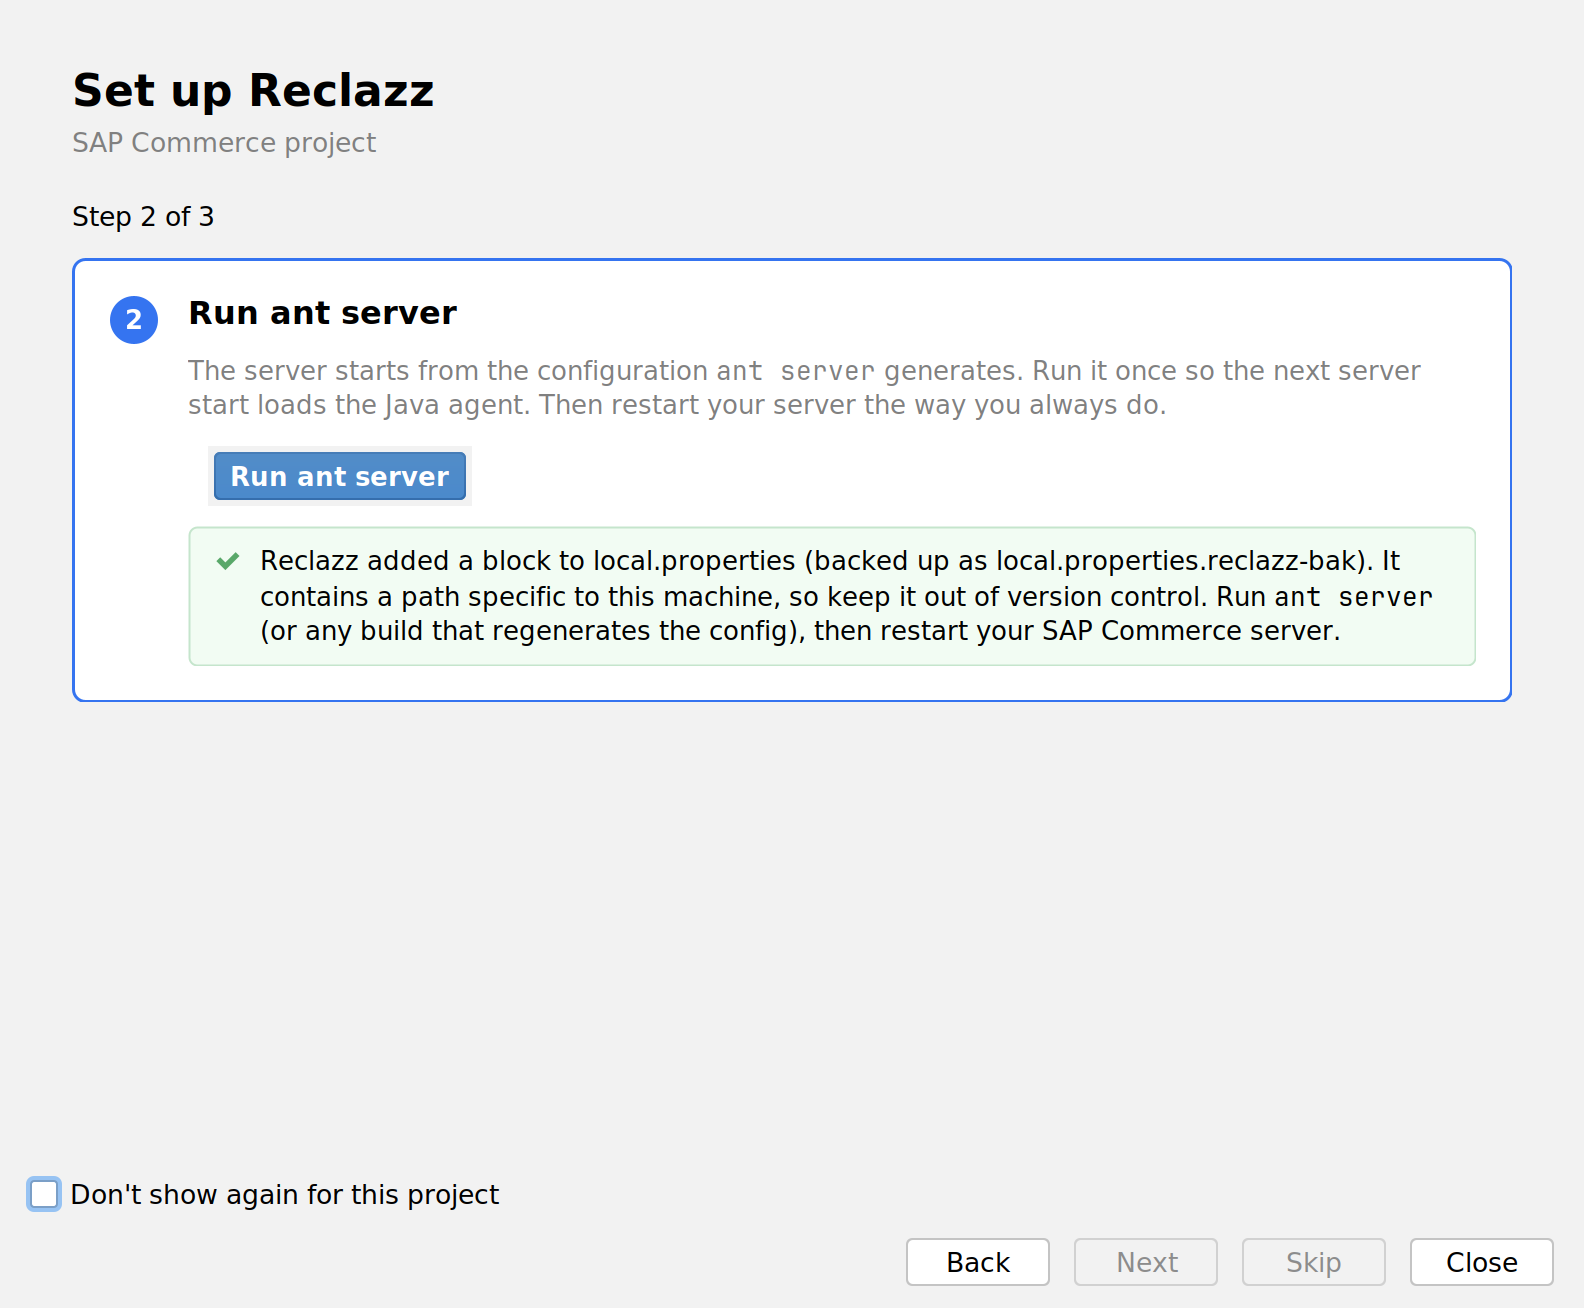 Set up Reclazz
SAP Commerce project
Step 2 of 3
2
Run ant server
The server starts from the configuration ant server generates. Run it once so the next server
start loads the Java agent. Then restart your server the way you always do.
Run ant server
Reclazz added a block to local.properties (backed up as local.properties.reclazz-bak). It
contains a path specific to this machine, so keep it out of version control. Run ant server
(or any build that regenerates the config), then restart your SAP Commerce server.
Don't show again for this project
Back
Next
Skip
Close